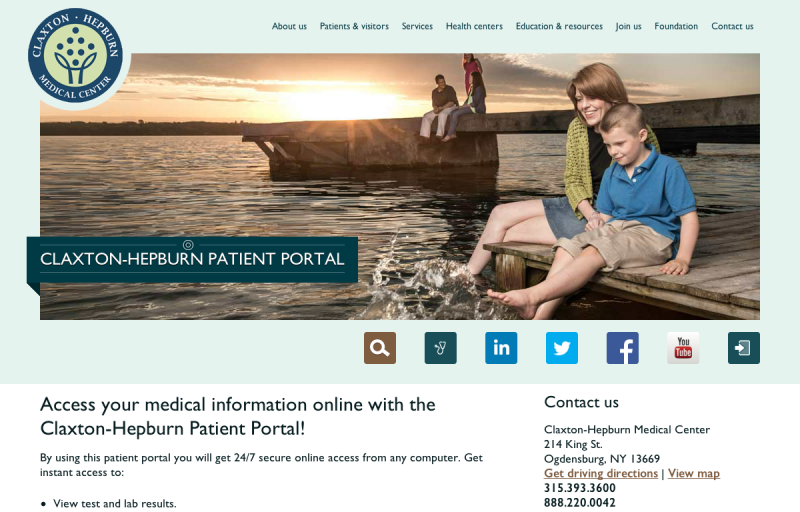 CLAXTON · HEPBURN
MEDICAL CENTER
About us Patients & visitors Services Health centers Education & resources Join us Foundation Contact us
CLAXTON-HEPBURN PATIENT PORTAL
in
f
You
Tube
Access your medical information online with the
Claxton-Hepburn Patient Portal!
By using this patient portal you will get 24/7 secure online access from any computer. Get
instant access to:
• View test and lab results.
Contact us
Claxton-Hepburn Medical Center
214 King St.
Ogdensburg, NY 13669
Get driving directions | View map
315.393.3600
888.220.0042